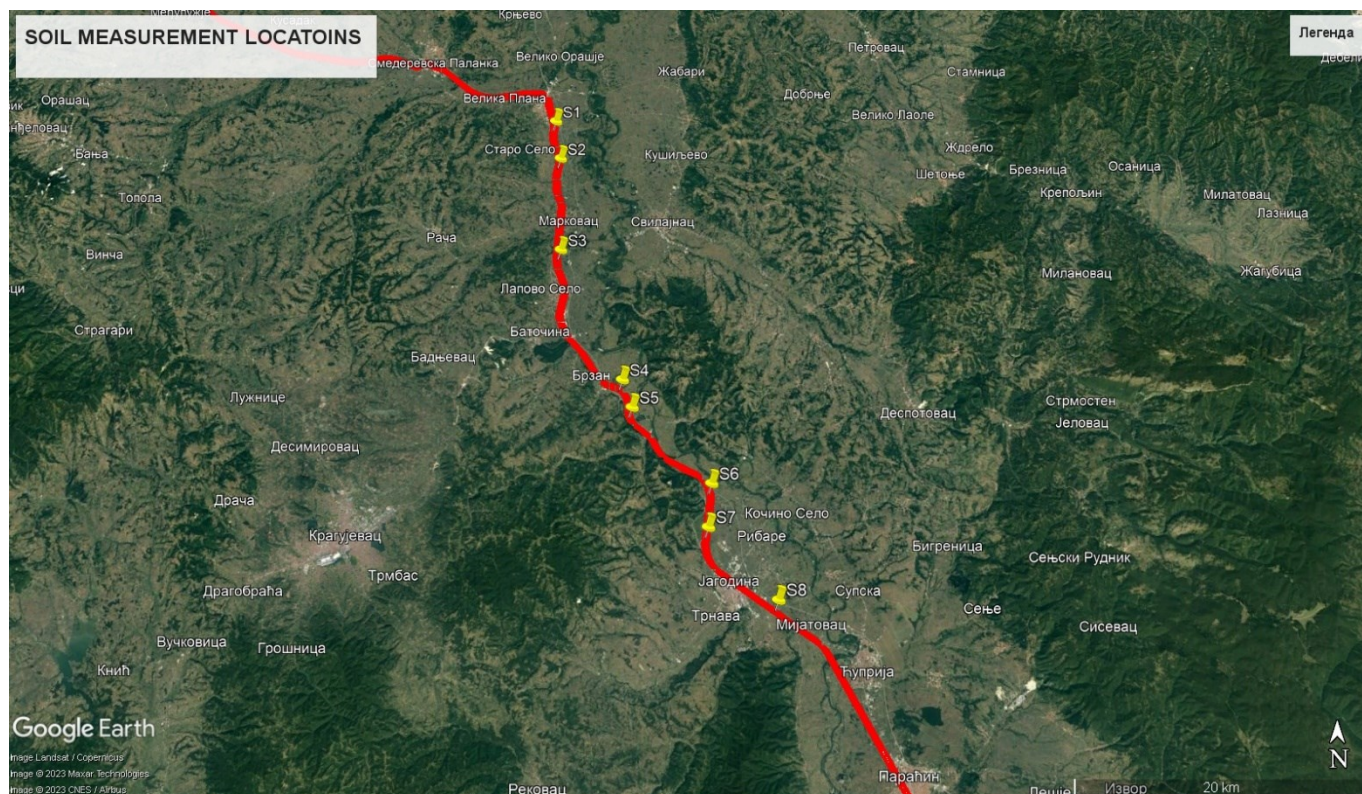 Крњево
SOIL MEASUREMENT LOCATOINS
Легенда
Петровац
Велико Орашје
Смедеревска Паланка
Жабари
Стамница
Орашац
Велика Плана
Добрње
S1
Велико Лаоле
Бања
Старо Село
S2
Кушиљево
Ждрело
Шетоње
Брезница
Осаница
Топола
Крепољин
Милатовац
Лазница
Марковац
Свилајнац
Рача
S3
Винча
Милановац
Жагубица
Лапово Село
Страгари
Баточина
Бадњевац
Брзан
S4
Лужнице
S5
Стрмостен
Деспотовац
Јеловац
Десимировац
S6
Драча
Кочино Село
S7
Крагујевац
Рибаре
Бигреница
Сењски Рудник
Трмбас
Јагодина
Драгобраћа
S8
Супска
Трнава
Сење
Мијатовац
Сисевац
Вучковица
Грошница
Кнић
Ћуприја
Google Earth
Image Landsat / Copernicus
Image © 2023 Maxar Technologies
Image © 2023 CNES / Airbus
N
Параћин
Рековац
Извор
20 km